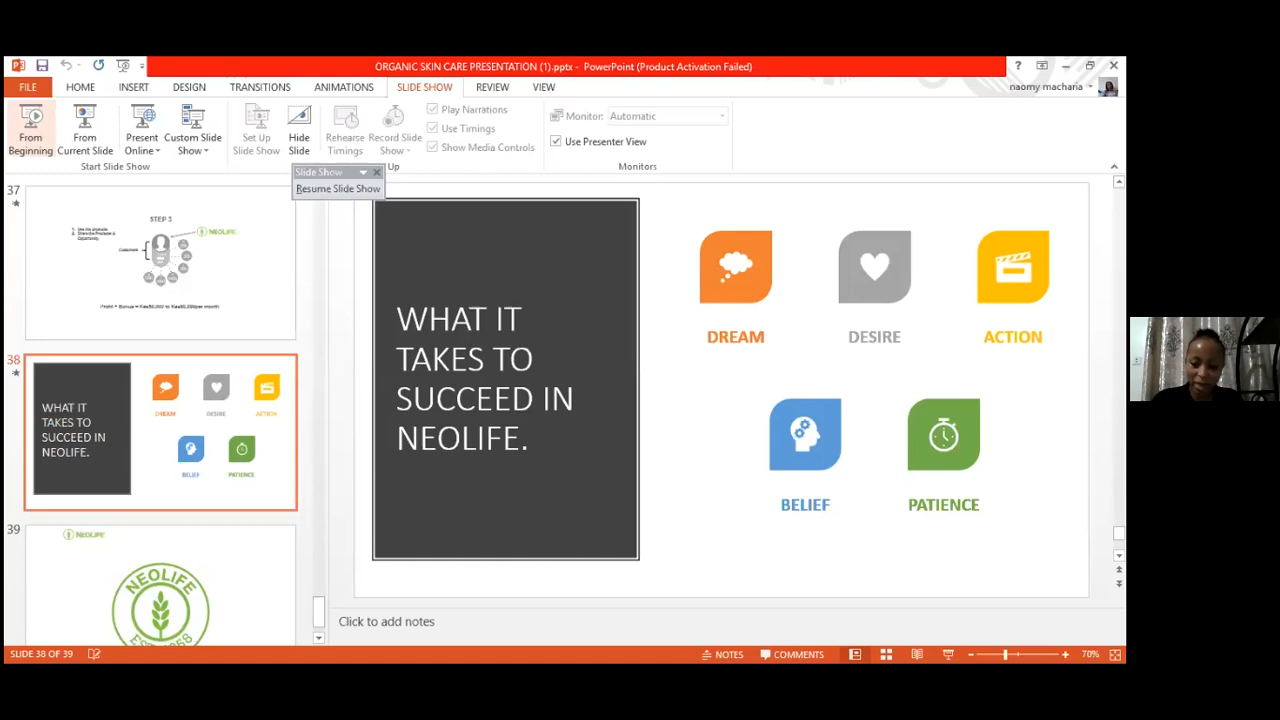 ORGANIC SKIN CARE PRESENTATION (1).pptx - PowerPoint (Product Activation Failed)
?
FILE HOME INSERT DESIGN TRANSITIONS ANIMATIONS SLIDE SHOW REVIEW VIEW
naomy macharia
From Beginning
From Current Slide
Present Online
Custom Slide Show
Set Up Slide Show
Hide Slide
Rehearse Timings
Record Slide Show
Play Narrations
Use Timings
Show Media Controls
Monitor: Automatic
Use Presenter View
Start Slide Show
Up
Monitors
Slide Show
Resume Slide Show
37
STEP 3
NEOLIFE
38
WHAT IT
TAKES TO
SUCCEED IN
NEOLIFE.
DREAM DESIRE ACTION
BELIEF PATIENCE
39
NEOLIFE
NEOLIFE
WHAT IT
TAKES TO
SUCCEED IN
NEOLIFE.
DREAM DESIRE ACTION
BELIEF PATIENCE
Click to add notes
SLIDE 38 OF 39
NOTES COMMENTS
70%